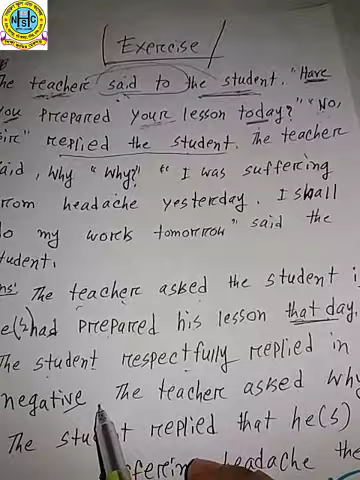 Exercise
The teacher said to the student. "Have
you prepared your lesson today?" "No,
sir" replied the student. The teacher
said, why "Why?" "I was suffering
from headache yesterday. I shall
do my work tomorrow" said the
student.
Ans: The teacher asked the student i
he(s) had prepared his lesson that day.
The student respectfully replied in
negative The teacher asked why
The student replied that he(s)
suffering headache the